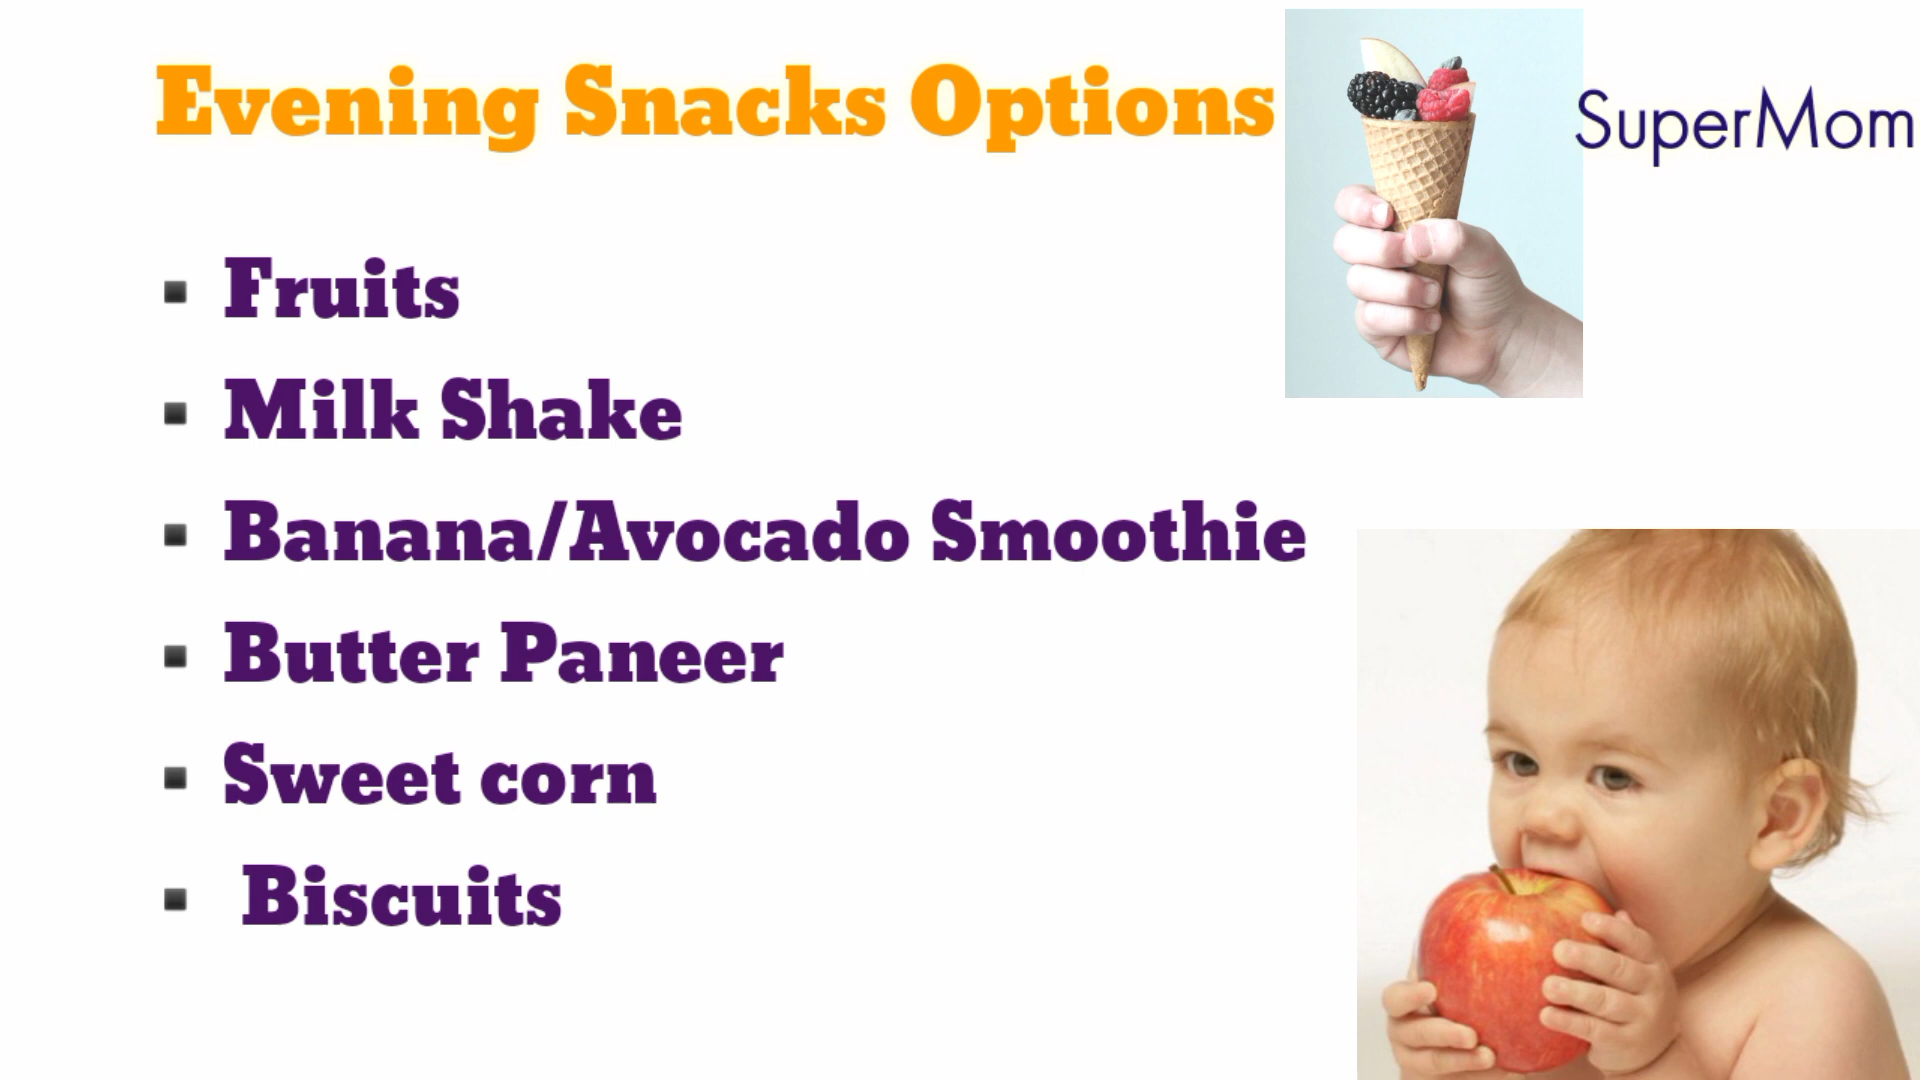 Evening Snacks Options
SuperMom
Fruits
Milk Shake
Banana/Avocado Smoothie
Butter Paneer
Sweet corn
Biscuits